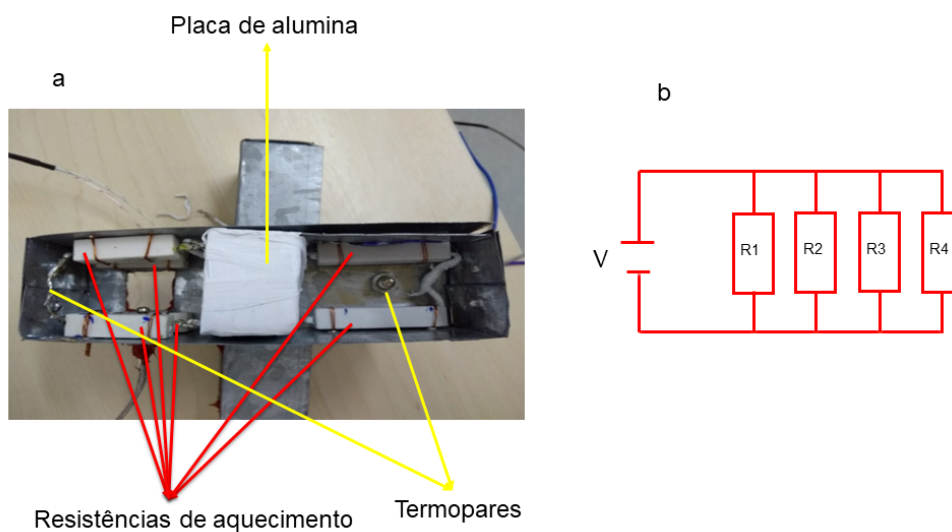 Placa de alumina
a
b
V
R1
R2
R3
R4
Resistências de aquecimento
Termopares